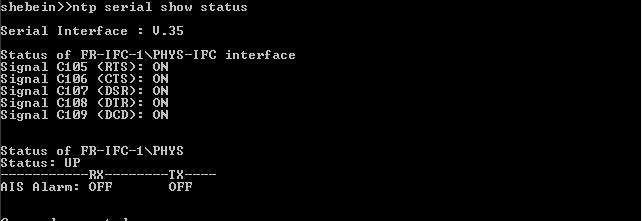 shebein>>ntp serial show status
Serial Interface : V.35
Status of FR-IFC-1\PHYS-IFC interface
Signal C105 (RTS): ON
Signal C106 (CTS): ON
Signal C107 (DSR): ON
Signal C108 (DTR): ON
Signal C109 (DCD): ON
Status of FR-IFC-1\PHYS
Status: UP
-----------RX--------TX----
AIS Alarm: OFF       OFF